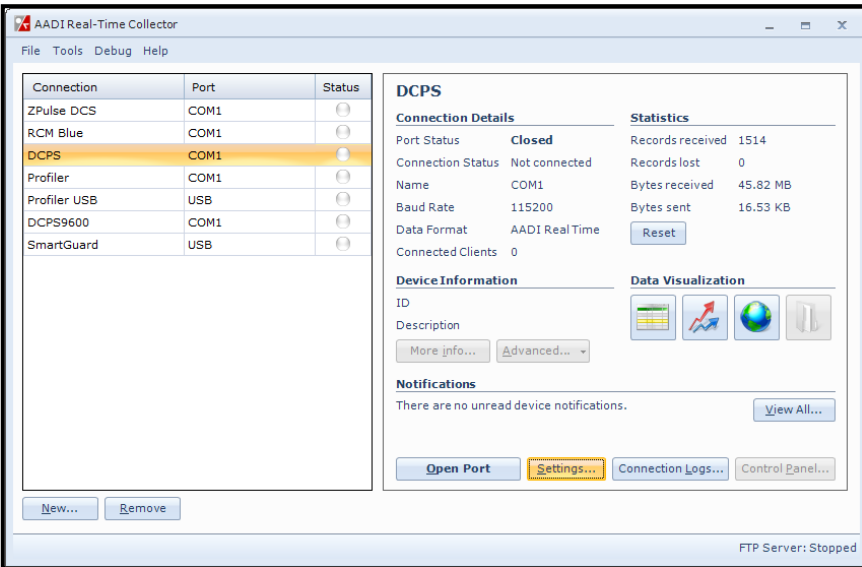 AADI Real-Time Collector
File Tools Debug Help
Connection Port Status
ZPulse DCS COM1
RCM Blue COM1
DCPS COM1
Profiler COM1
Profiler USB USB
DCPS9600 COM1
SmartGuard USB
New... Remove
DCPS
Connection Details
Port Status Closed
Connection Status Not connected
Name COM1
Baud Rate 115200
Data Format AADI Real Time
Connected Clients 0
Statistics
Records received 1514
Records lost 0
Bytes received 45.82 MB
Bytes sent 16.53 KB
Reset
Device Information
ID
Description
More info... Advanced...
Data Visualization
Notifications
There are no unread device notifications.
View All...
Open Port Settings... Connection Logs... Control Panel...
FTP Server: Stopped